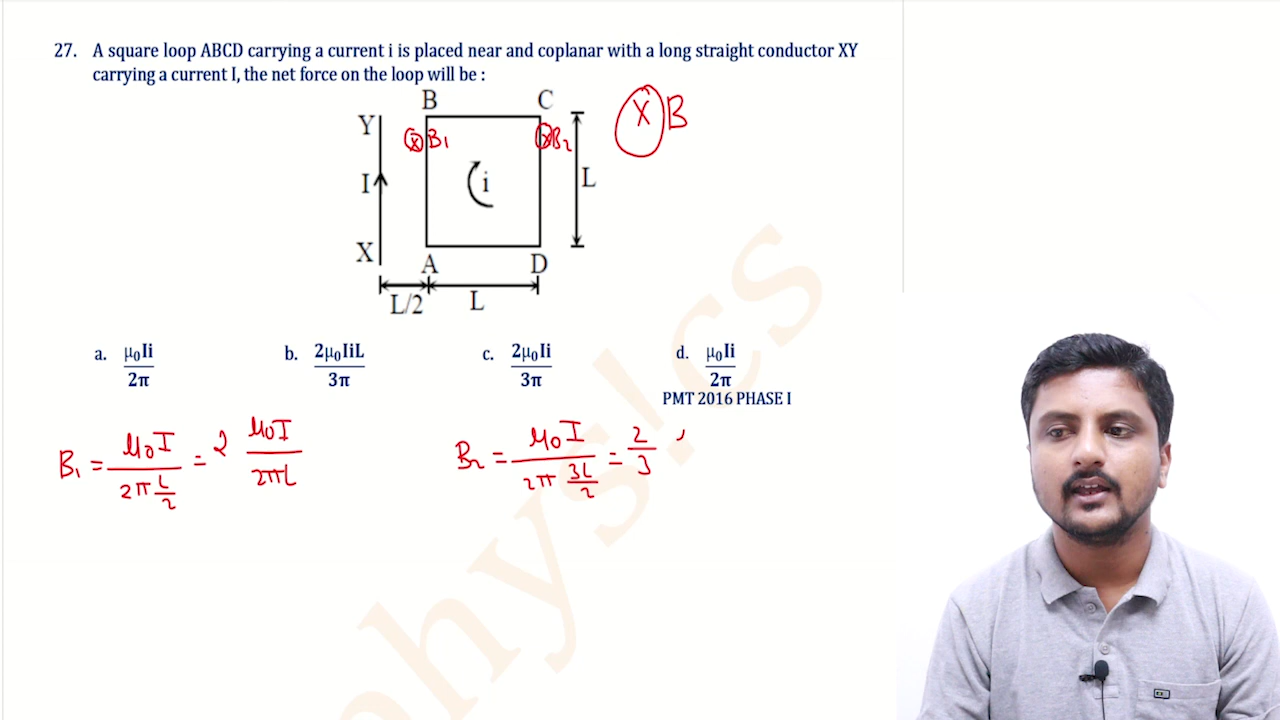 27. A square loop ABCD carrying a current i is placed near and coplanar with a long straight conductor XY
carrying a current I, the net force on the loop will be :
B C
Y X B
B₁ B₂
I i L
X
A D
L/2 L
a. μ₀Ii/2π b. 2μ₀IiL/3π c. 2μ₀Ii/3π d. μ₀Ii/2π
PMT 2016 PHASE I
B₁ = μ₀I/2π L/2 = 2 μ₀I/2πL B₂ = μ₀I/2π 3L/2 = 2/3
phys!cs